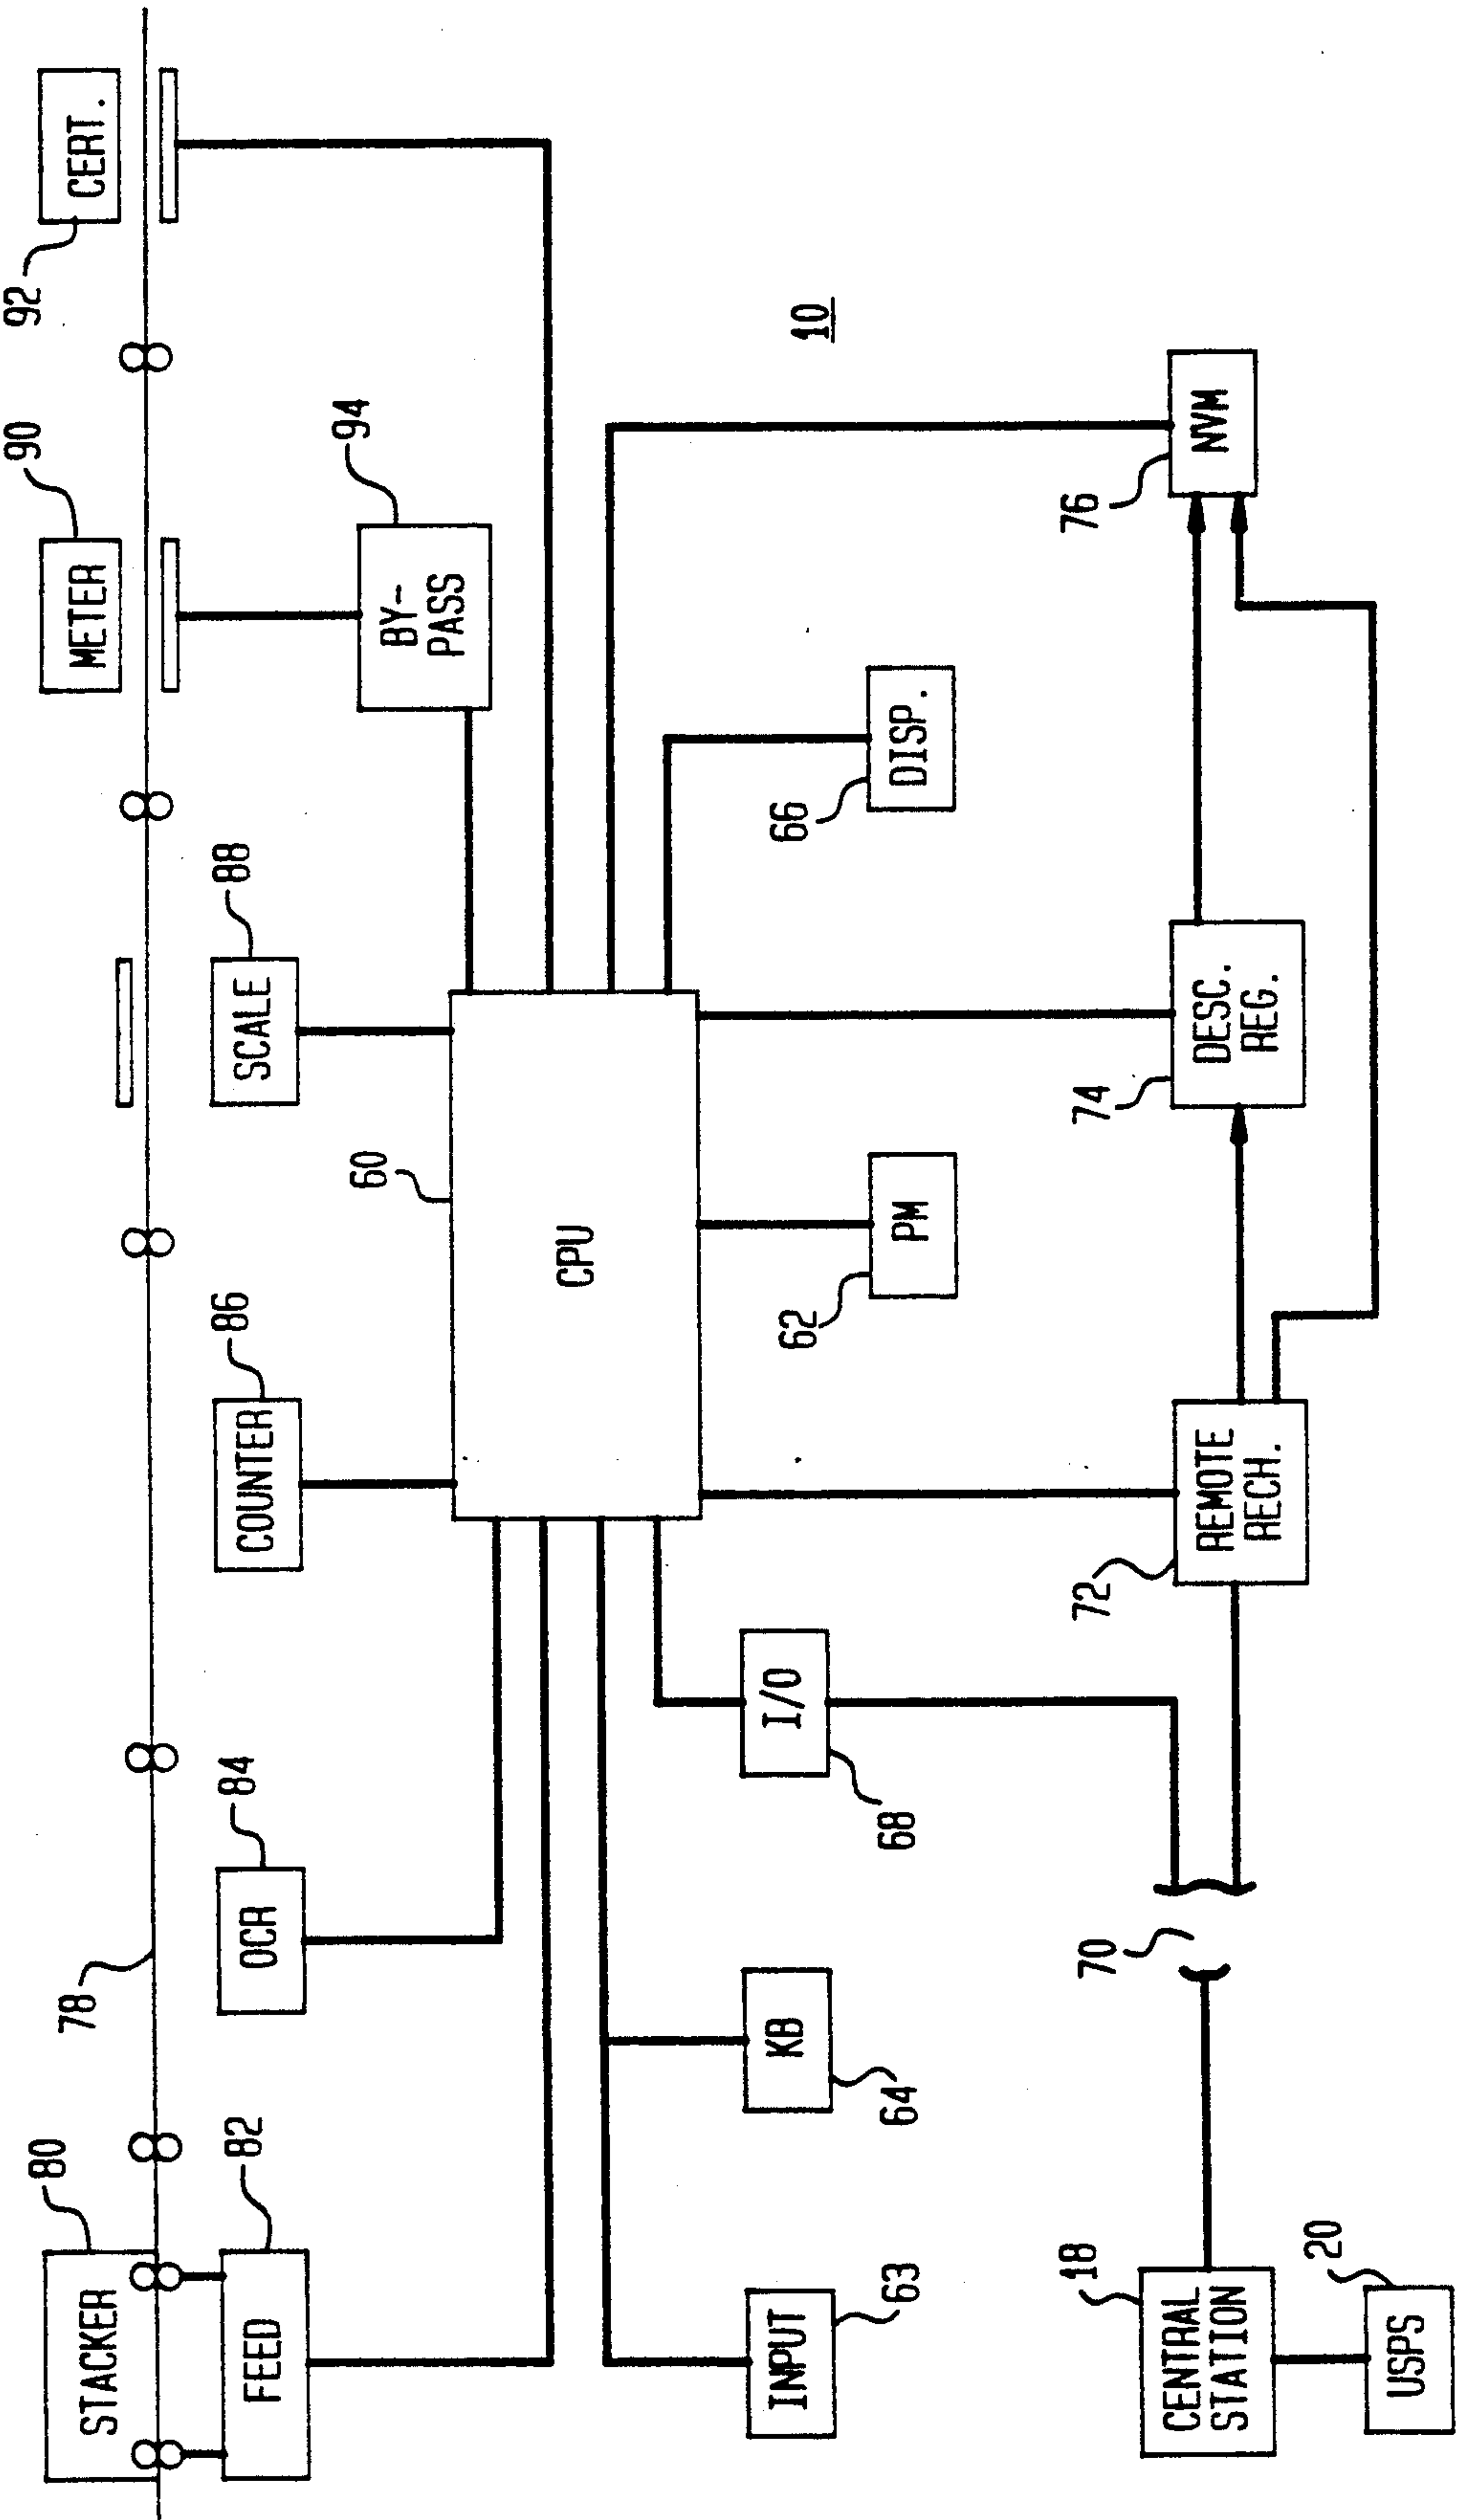 STACKER
80
FEED
82
78
OCR
84
COUNTER
86
SCALE
88
METER
90
BY-
PASS
94
CERT.
92
CPU
60
INPUT
63
KB
64
I/O
68
PM
62
DISP.
66
10
CENTRAL
STATION
18
USPS
20
70
REMOTE
RECH.
72
DESC.
REG.
74
NVM
76